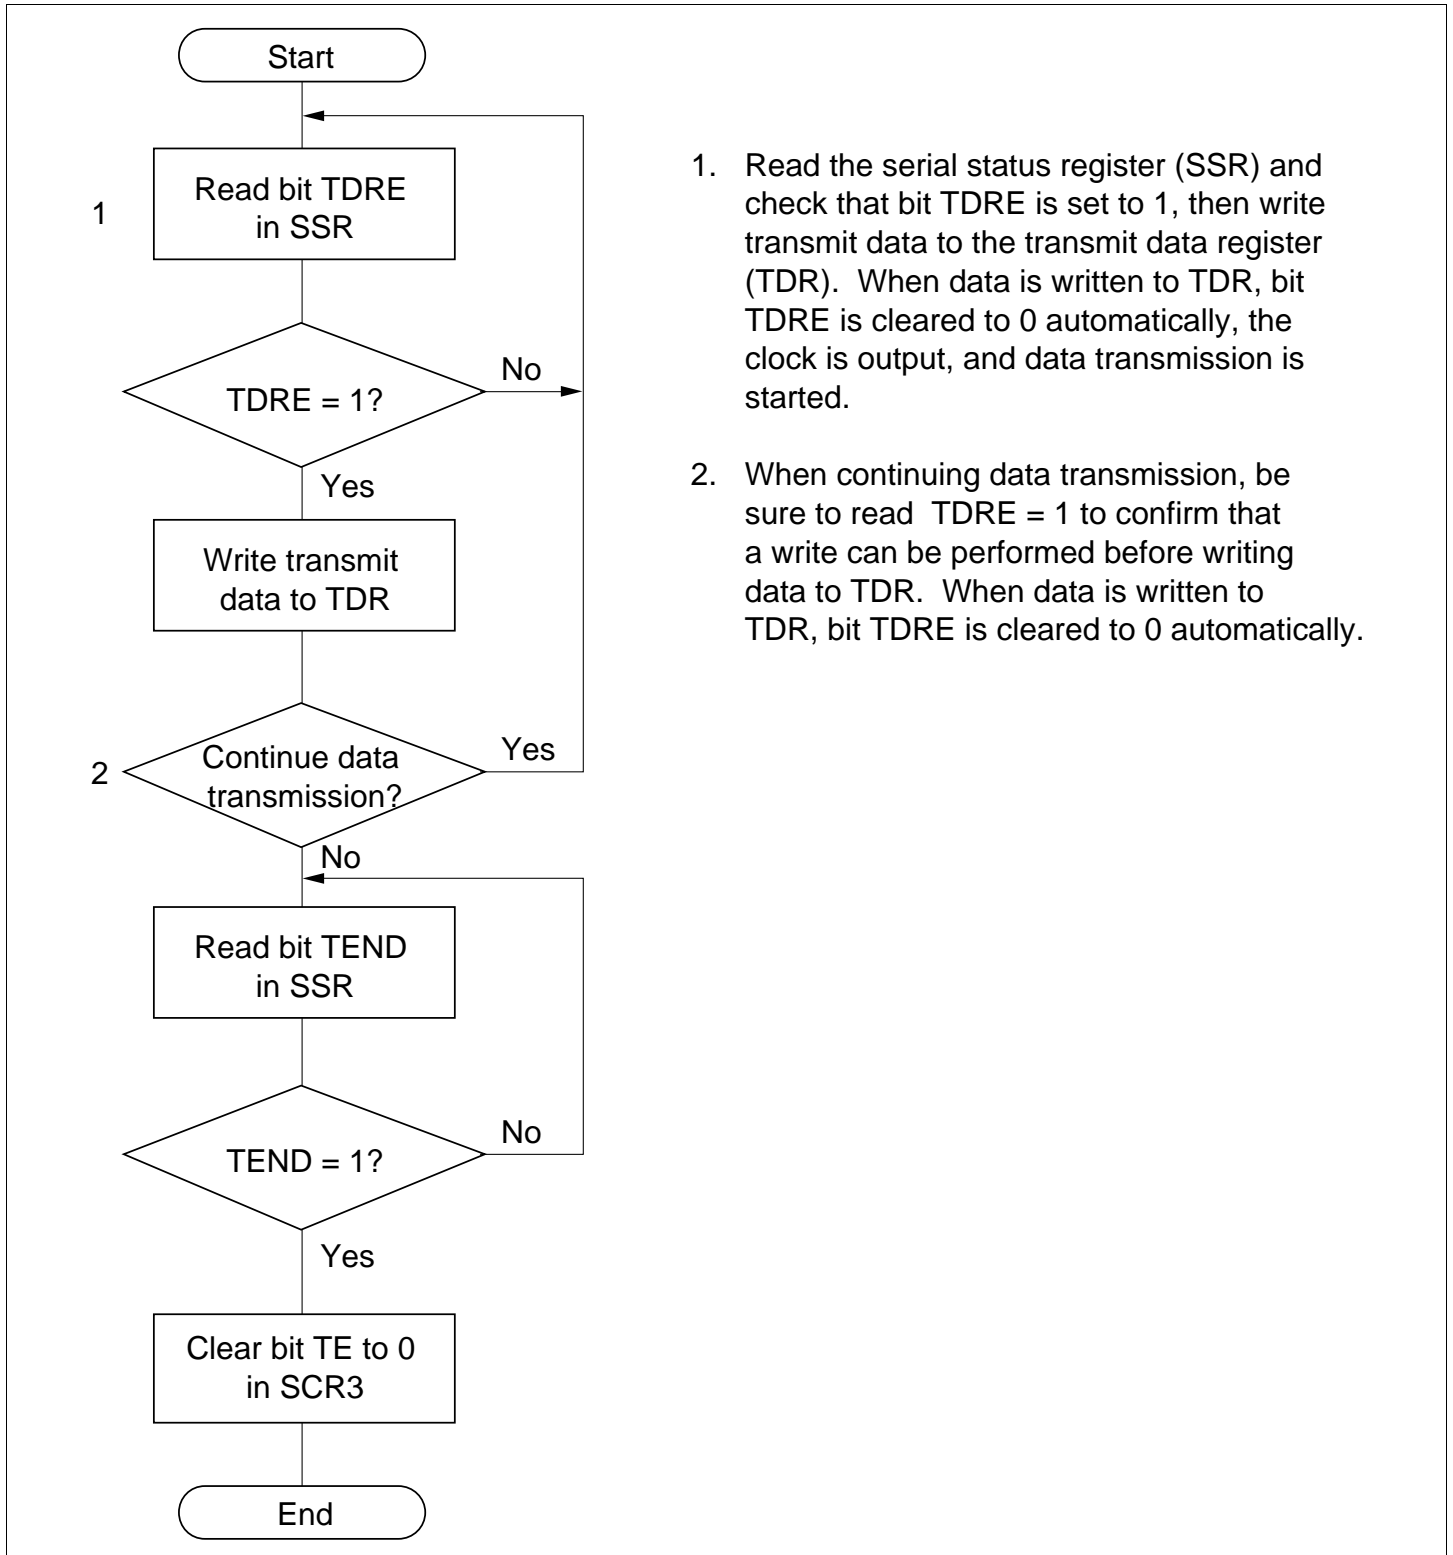 Start
1
Read bit TDRE
in SSR
TDRE = 1?
No
Yes
Write transmit
data to TDR
2
Continue data
transmission?
Yes
No
Read bit TEND
in SSR
TEND = 1?
No
Yes
Clear bit TE to 0
in SCR3
End
1. Read the serial status register (SSR) and
check that bit TDRE is set to 1, then write
transmit data to the transmit data register
(TDR).  When data is written to TDR, bit
TDRE is cleared to 0 automatically, the
clock is output, and data transmission is
started.
2. When continuing data transmission, be
sure to read  TDRE = 1 to confirm that
a write can be performed before writing
data to TDR.  When data is written to
TDR, bit TDRE is cleared to 0 automatically.